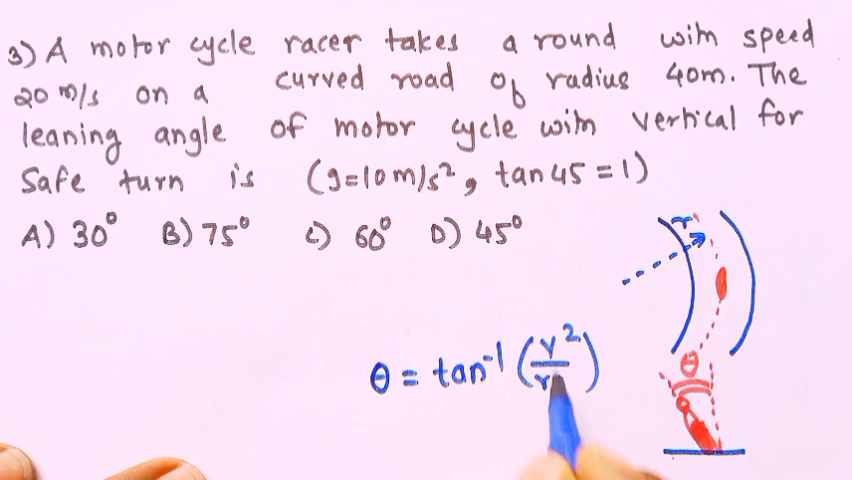 3) A motor cycle racer takes a round with speed
20 m/s on a curved road of radius 40m. The
leaning angle of motor cycle with vertical for
safe turn is (g=10m/s², tan45=1)
A) 30° B) 75° C) 60° D) 45°
r
θ = tan⁻¹ (v²/r)
θ